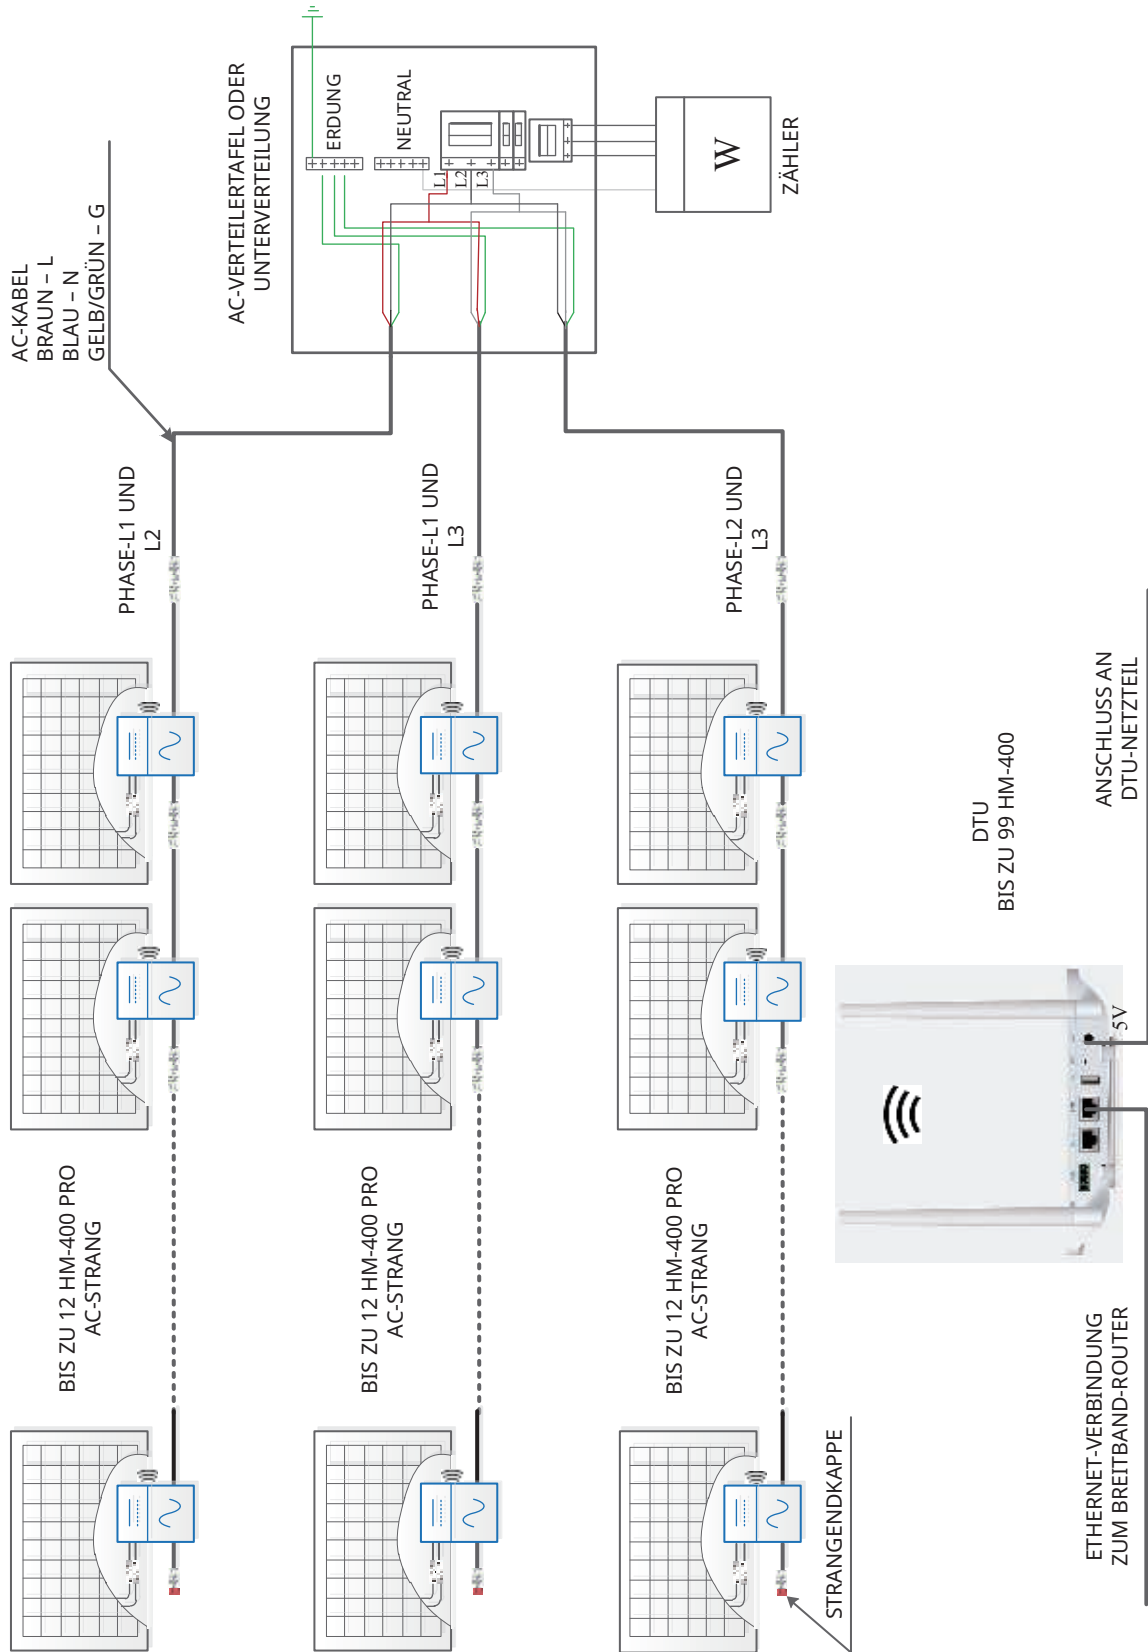 AC-KABEL
BRAUN – L
BLAU – N
GELB/GRÜN – G
AC-VERTEILERTAFEL ODER
UNTERVERTEILUNG
ERDUNG
NEUTRAL
L1
L2
L3
W
ZÄHLER
PHASE-L1 UND
L2
PHASE-L1 UND
L3
PHASE-L2 UND
L3
BIS ZU 12 HM-400 PRO
AC-STRANG
BIS ZU 12 HM-400 PRO
AC-STRANG
BIS ZU 12 HM-400 PRO
AC-STRANG
STRANGENDKAPPE
DTU
BIS ZU 99 HM-400
ANSCHLUSS AN
DTU-NETZTEIL
5V
ETHERNET-VERBINDUNG
ZUM BREITBAND-ROUTER